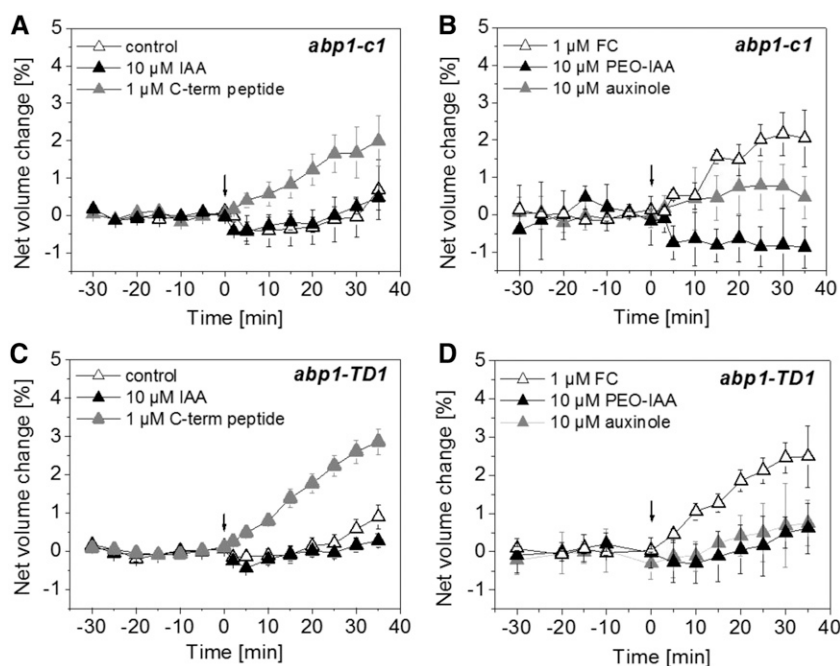 A
abp1-c1
control
10 µM IAA
1 µM C-term peptide
Net volume change [%]
5
4
3
2
1
0
-1
-30 -20 -10 0 10 20 30 40
Time [min]
B
abp1-c1
1 µM FC
10 µM PEO-IAA
10 µM auxinole
Net volume change [%]
5
4
3
2
1
0
-1
-30 -20 -10 0 10 20 30 40
Time [min]
C
abp1-TD1
control
10 µM IAA
1 µM C-term peptide
Net volume change [%]
5
4
3
2
1
0
-1
-30 -20 -10 0 10 20 30 40
Time [min]
D
abp1-TD1
1 µM FC
10 µM PEO-IAA
10 µM auxinole
Net volume change [%]
5
4
3
2
1
0
-1
-30 -20 -10 0 10 20 30 40
Time [min]